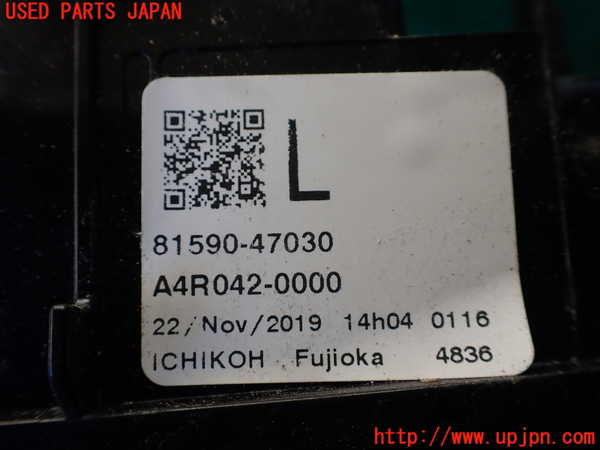 USED PARTS JAPAN
L
81590-47030
A4R042-0000
22/Nov/2019 14h04 0116
ICHIKOH Fujioka 4836
http://www.upjpn.com/